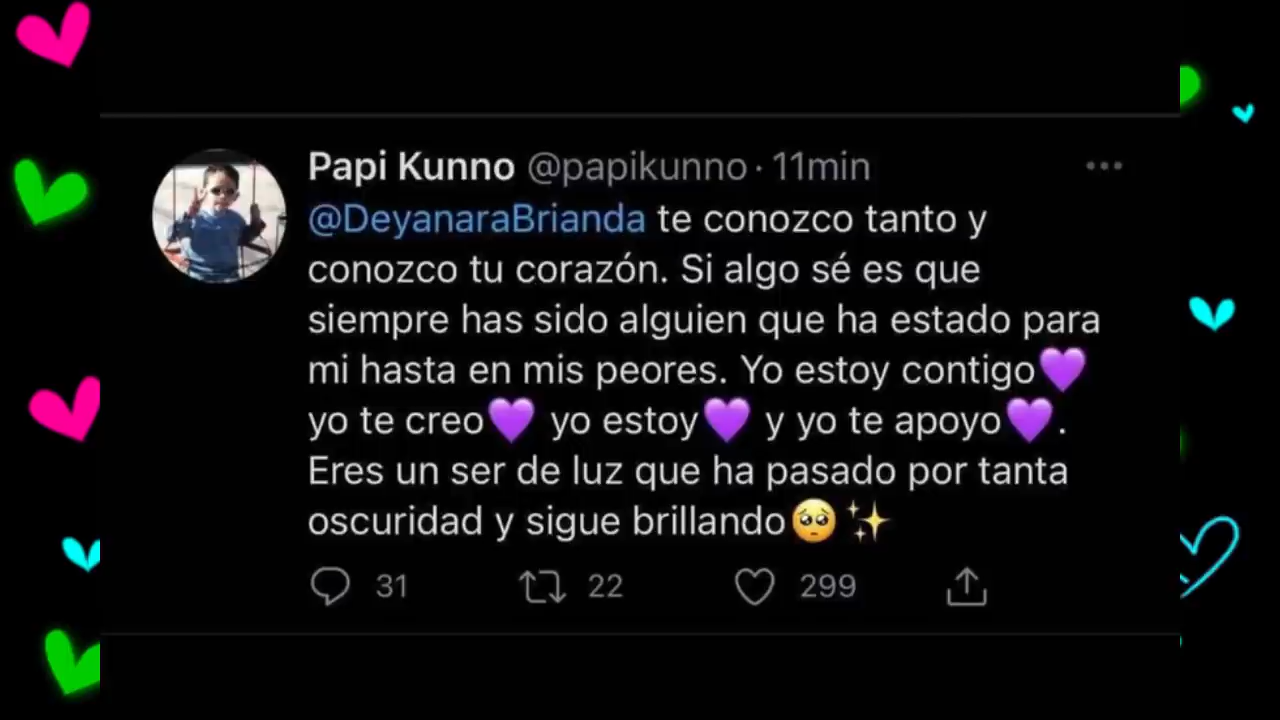 Papi Kunno @papikunno · 11min
@DeyanaraBrianda te conozco tanto y
conozco tu corazón. Si algo sé es que
siempre has sido alguien que ha estado para
mi hasta en mis peores. Yo estoy contigo💜
yo te creo💜 yo estoy💜 y yo te apoyo💜.
Eres un ser de luz que ha pasado por tanta
oscuridad y sigue brillando🥺✨
31 22 299